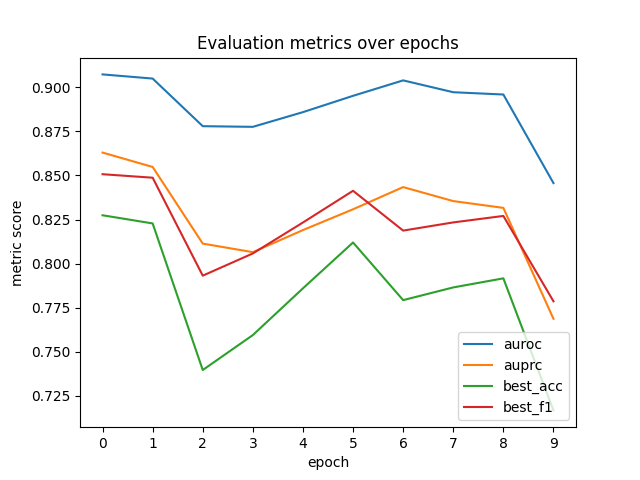 Evaluation metrics over epochs
metric score
0.900
0.875
0.850
0.825
0.800
0.775
0.750
0.725
auroc
auprc
best_acc
best_f1
0 1 2 3 4 5 6 7 8 9
epoch